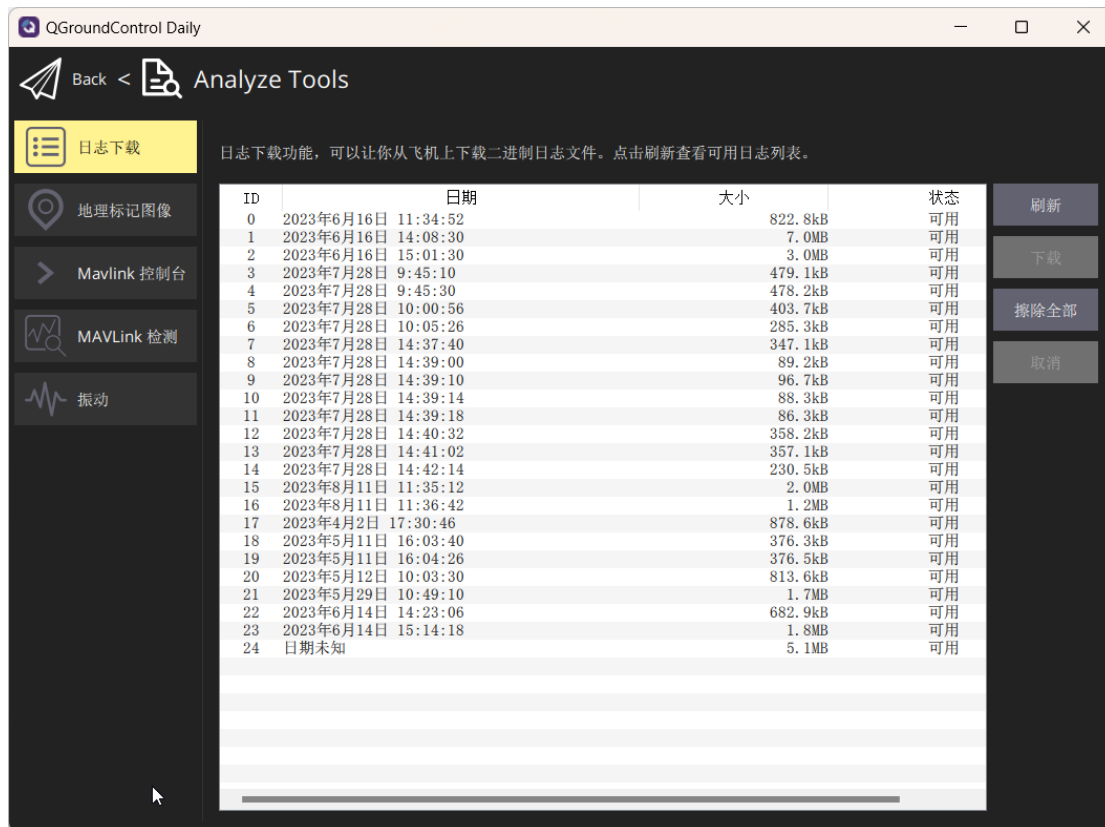 QGroundControl Daily
Back < Analyze Tools
日志下载
地理标记图像
Mavlink 控制台
MAVLink 检测
振动
日志下载功能，可以让你从飞机上下载二进制日志文件。点击刷新查看可用日志列表。
ID 日期 大小 状态
0 2023年6月16日 11:34:52 822.8kB 可用
1 2023年6月16日 14:08:30 7.0MB 可用
2 2023年6月16日 15:01:30 3.0MB 可用
3 2023年7月28日 9:45:10 479.1kB 可用
4 2023年7月28日 9:45:30 478.2kB 可用
5 2023年7月28日 10:00:56 403.7kB 可用
6 2023年7月28日 10:05:26 285.3kB 可用
7 2023年7月28日 14:37:40 347.1kB 可用
8 2023年7月28日 14:39:00 89.2kB 可用
9 2023年7月28日 14:39:10 96.7kB 可用
10 2023年7月28日 14:39:14 88.3kB 可用
11 2023年7月28日 14:39:18 86.3kB 可用
12 2023年7月28日 14:40:32 358.2kB 可用
13 2023年7月28日 14:41:02 357.1kB 可用
14 2023年7月28日 14:42:14 230.5kB 可用
15 2023年8月11日 11:35:12 2.0MB 可用
16 2023年8月11日 11:36:42 1.2MB 可用
17 2023年4月2日 17:30:46 878.6kB 可用
18 2023年5月11日 16:03:40 376.3kB 可用
19 2023年5月11日 16:04:26 376.5kB 可用
20 2023年5月12日 10:03:30 813.6kB 可用
21 2023年5月29日 10:49:10 1.7MB 可用
22 2023年6月14日 14:23:06 682.9kB 可用
23 2023年6月14日 15:14:18 1.8MB 可用
24 日期未知 5.1MB 可用
刷新
下载
擦除全部
取消